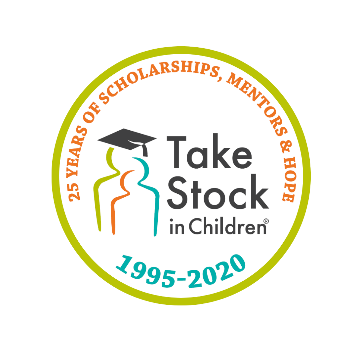 25 YEARS OF SCHOLARSHIPS, MENTORS & HOPE
Take
Stock
in Children©
1995-2020